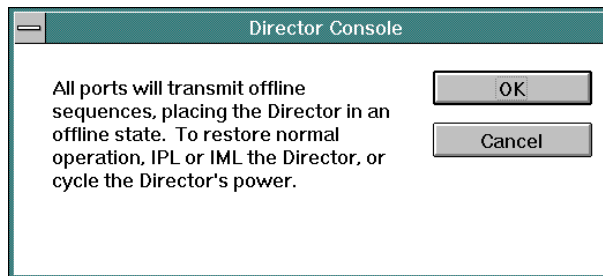 Director Console
All ports will transmit offline
sequences, placing the Director in an
offline state.  To restore normal
operation, IPL or IML the Director, or
cycle the Director's power.
OK
Cancel